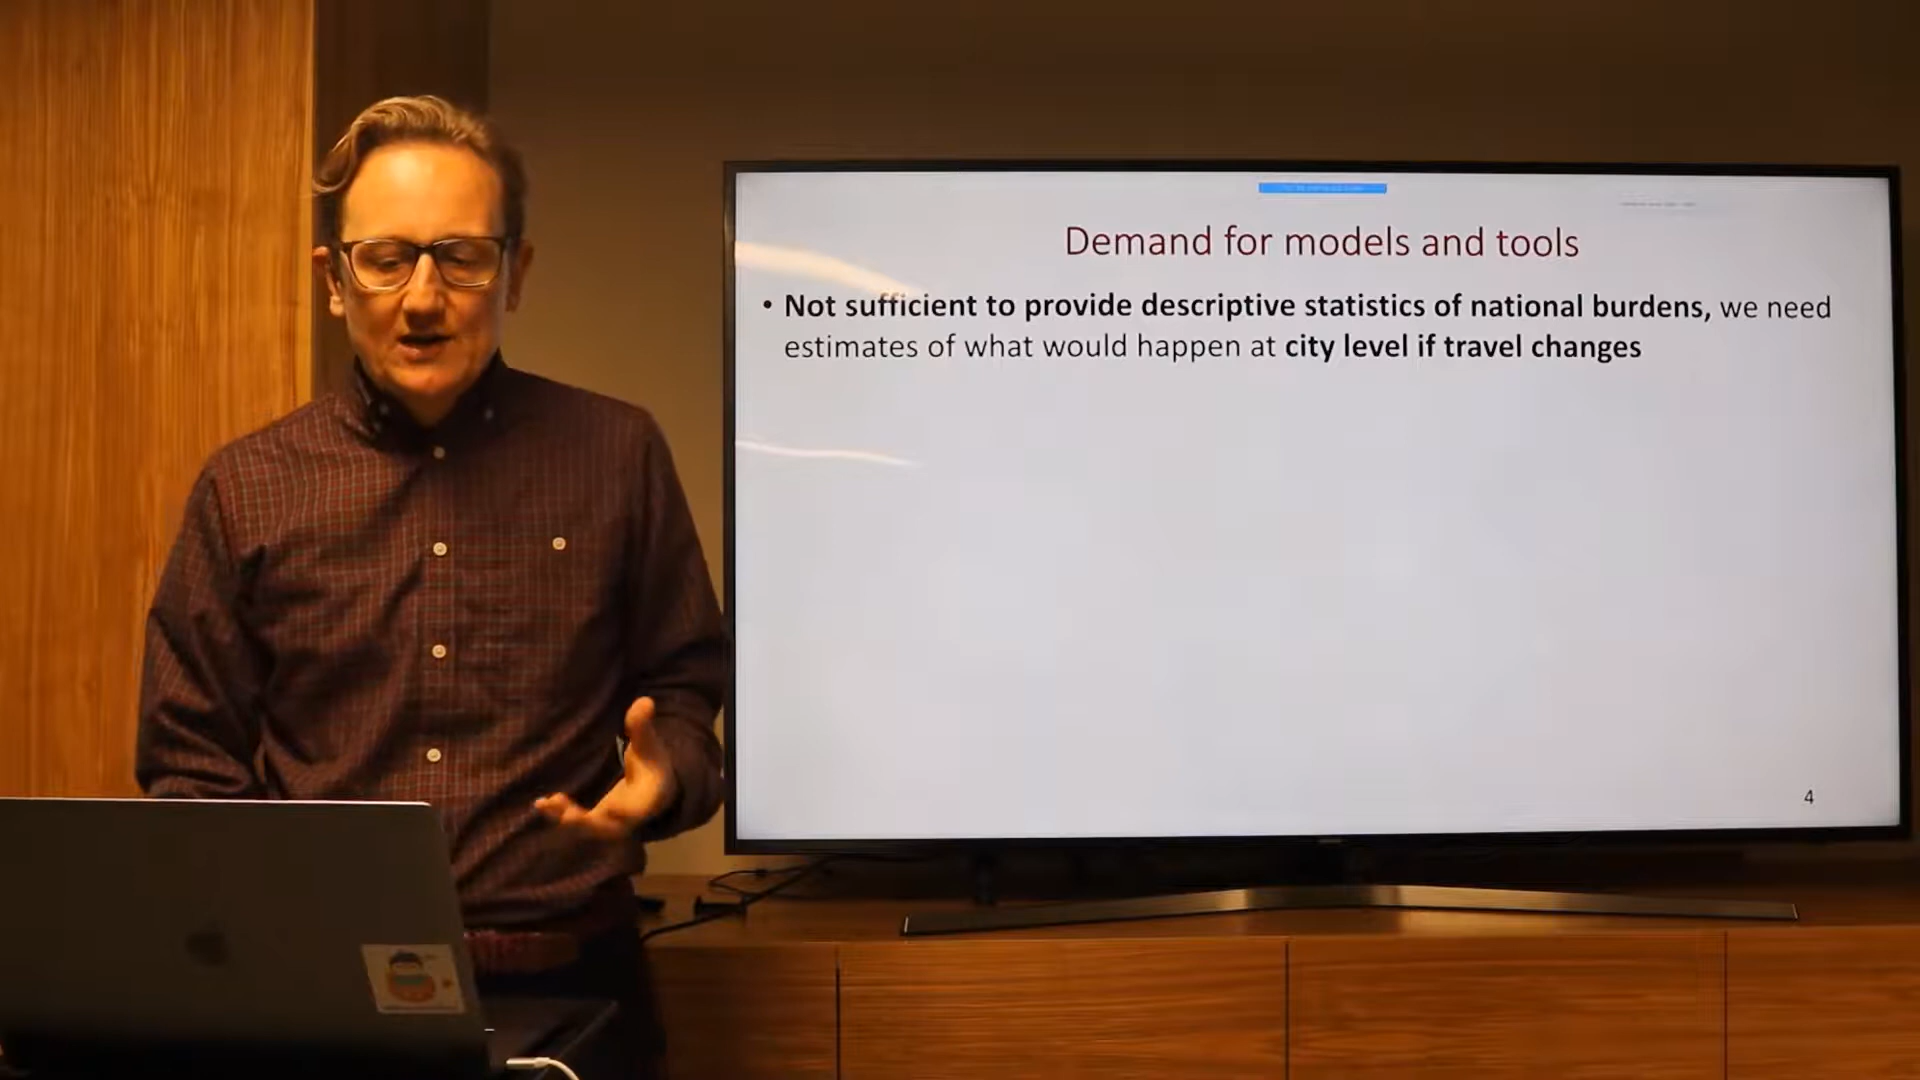 Demand for models and tools
• Not sufficient to provide descriptive statistics of national burdens, we need
estimates of what would happen at city level if travel changes
4